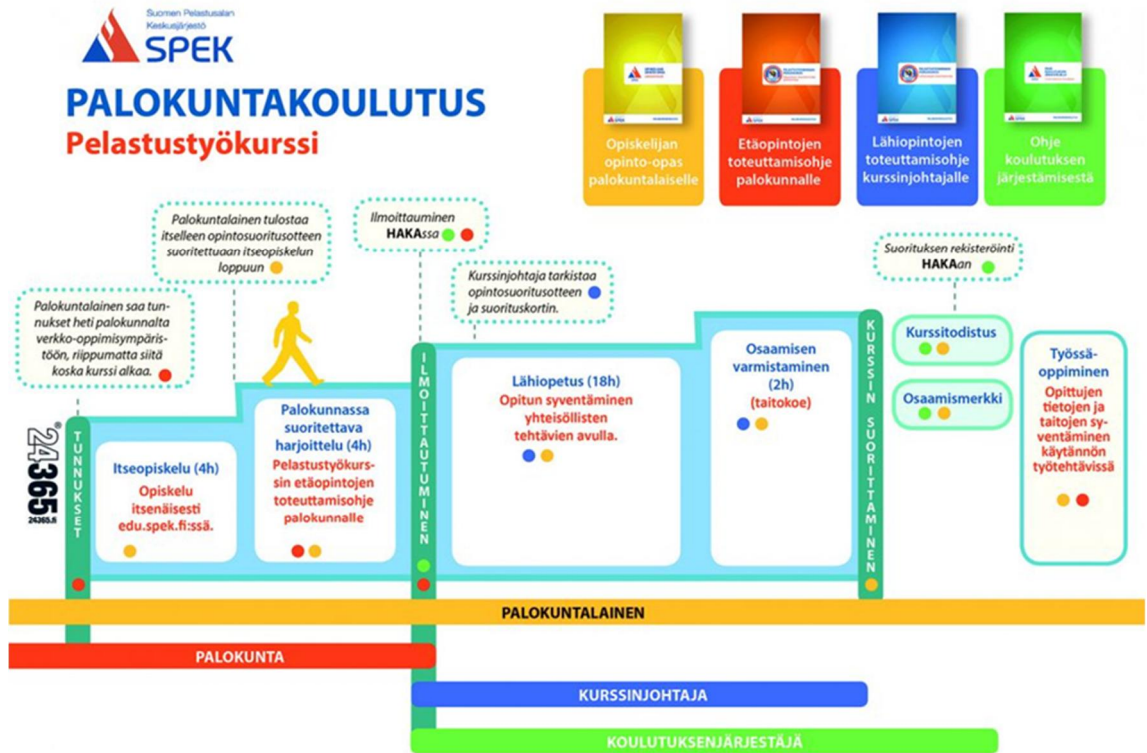 Suomen Pelastusalan
Keskusjärjestö
SPEK
PALOKUNTAKOULUTUS
Pelastustyökurssi
Opiskelijan
opinto-opas
palokuntalaiselle
Etäopintojen
toteuttamisohje
palokunnalle
Lähiopintojen
toteuttamisohje
kurssinjohtajalle
Ohje
koulutuksen
järjestämisestä
Palokuntalainen saa tun-
nukset heti palokunnalta
verkko-oppimisympäris-
töön, riippumatta siitä
koska kurssi alkaa.
Palokuntalainen tulostaa
itselleen opintosuoritusotteen
suoritettuaan itseopiskelun
loppuun
Ilmoittauminen
HAKAssa
Kurssinjohtaja tarkistaa
opintosuoritusotteen
ja suorituskortin.
Suorituksen rekisteröinti
HAKAan
24365®
24365.fi
TUNNUKSET
Itseopiskelu (4h)
Opiskelu
itsenäisesti
edu.spek.fi:ssä.
Palokunnassa
suoritettava
harjoittelu (4h)
Pelastustyökurs-
sin etäopintojen
toteuttamisohje
palokunnalle
ILMOITTAUTUMINEN
Lähiopetus (18h)
Opitun syventäminen
yhteisöllisten
tehtävien avulla.
Osaamisen
varmistaminen
(2h)
(taitokoe)
KURSSIN SUORITTAMINEN
Kurssitodistus
Osaamismerkki
Työssä-
oppiminen
Opittujen
tietojen ja
taitojen sy-
ventäminen
käytännön
työtehtävissä
PALOKUNTALAINEN
PALOKUNTA
KURSSINJOHTAJA
KOULUTUKSENJÄRJESTÄJÄ